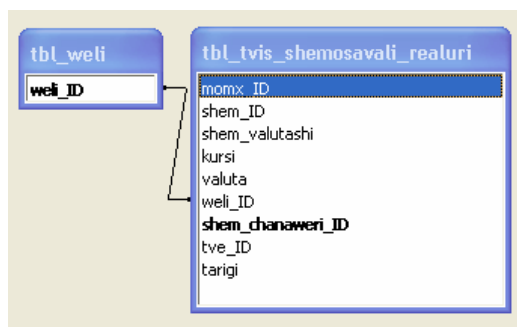 tbl_weli
weli_ID
tbl_tvis_shemosavali_realuri
momx_ID
shem_ID
shem_valutashi
kursi
valuta
weli_ID
shem_chanaweri_ID
tve_ID
tarigi